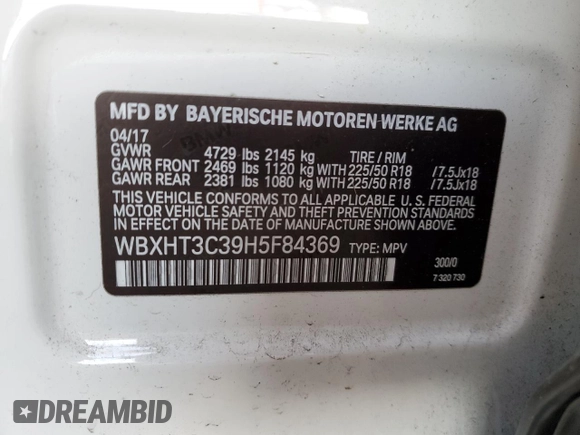 MFD BY BAYERISCHE MOTOREN WERKE AG
04/17
GVWR 4729 lbs 2145 kg TIRE / RIM
GAWR FRONT 2469 lbs 1120 kg WITH 225/50 R18 /7.5Jx18
GAWR REAR 2381 lbs 1080 kg WITH 225/50 R18 /7.5Jx18
THIS VEHICLE CONFORMS TO ALL APPLICABLE U. S. FEDERAL
MOTOR VEHICLE SAFETY AND THEFT PREVENTION STANDARDS
IN EFFECT ON THE DATE OF MANUFACTURE SHOWN ABOVE.
WBXHT3C39H5F84369 TYPE: MPV
300/0
7 320 730
DREAMBID